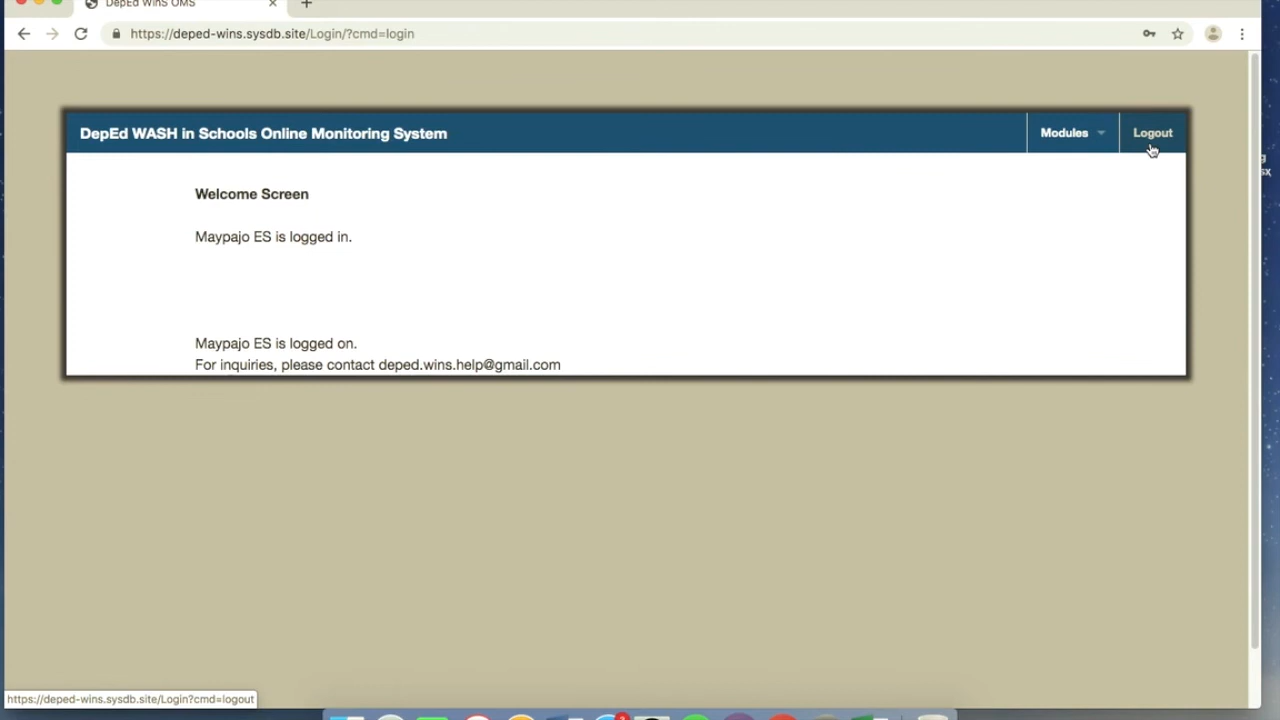 DepEd WinS OMS
https://deped-wins.sysdb.site/Login/?cmd=login
DepEd WASH in Schools Online Monitoring System
Modules
Logout
Welcome Screen
Maypajo ES is logged in.
Maypajo ES is logged on.
For inquiries, please contact deped.wins.help@gmail.com
https://deped-wins.sysdb.site/Login?cmd=logout